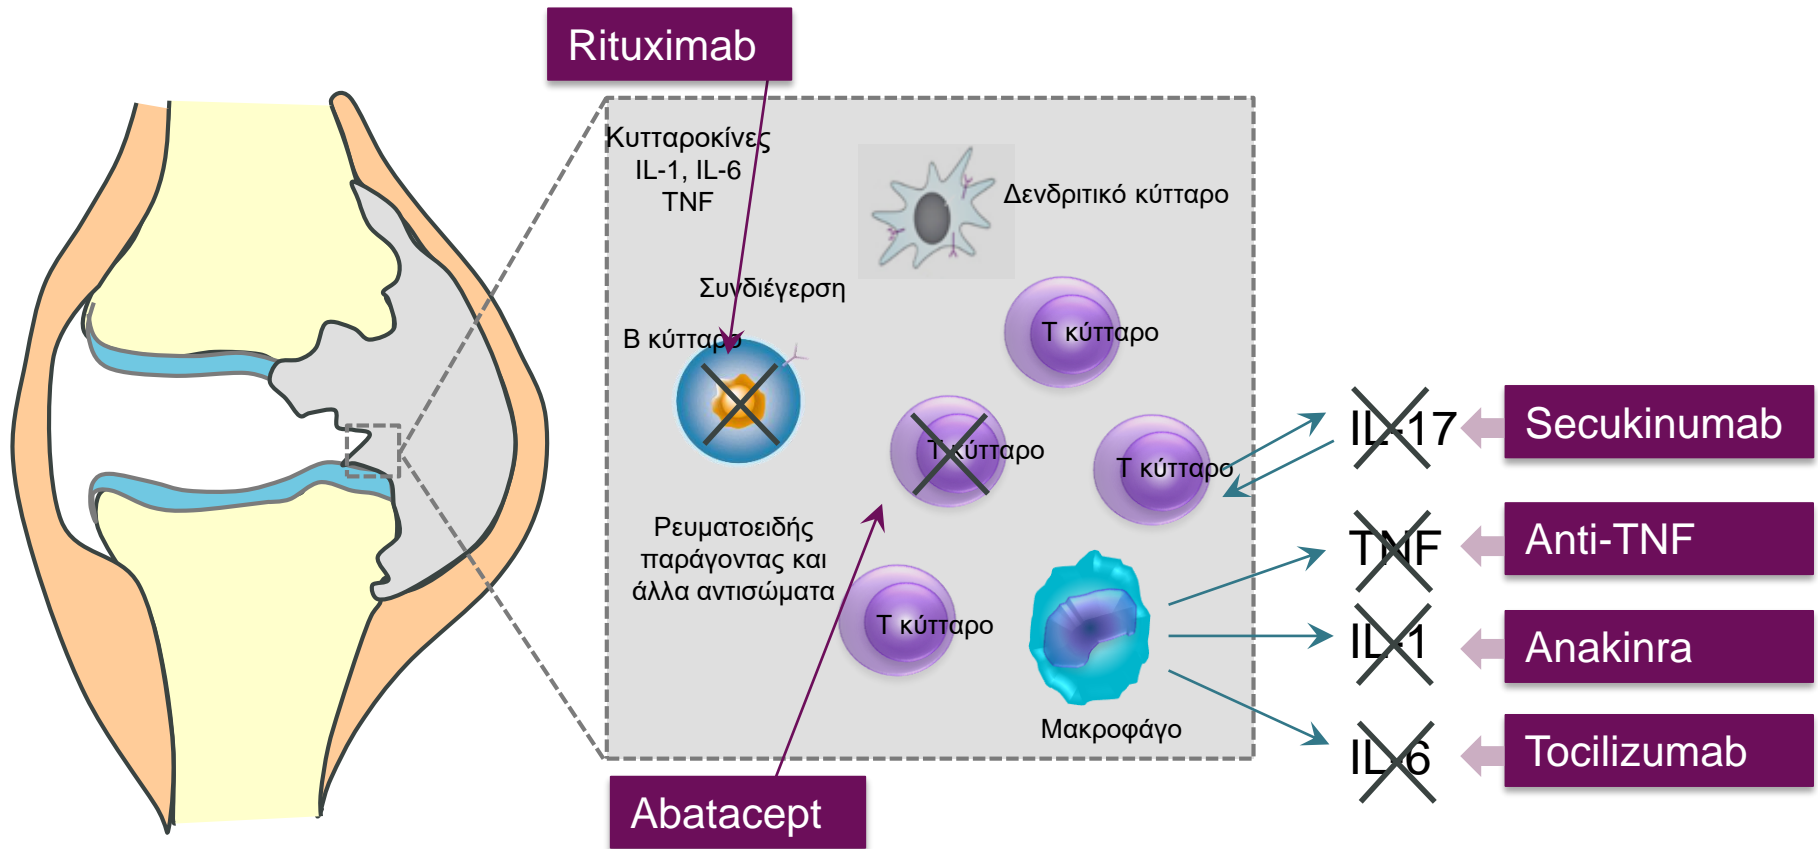 Rituximab
Κυτταροκίνες
IL-1, IL-6
TNF
Δενδριτικό κύτταρο
Συνδιέγερση
Β κύτταρο
Τ κύτταρο
Τ κύτταρο
Τ κύτταρο
IL-17
Secukinumab
Ρευματοειδής
παράγοντας και
άλλα αντισώματα
TNF
Anti-TNF
Τ κύτταρο
IL-1
Anakinra
Μακροφάγο
IL-6
Tocilizumab
Abatacept